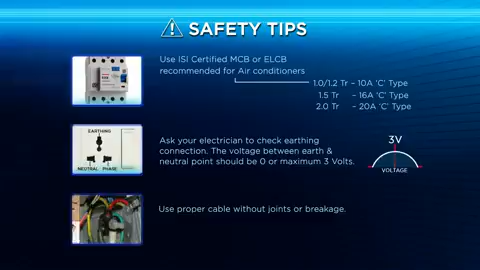 SAFETY TIPS
Use ISI Certified MCB or ELCB
recommended for Air conditioners
1.0/1.2 Tr – 10A ‘C’ Type
1.5 Tr – 16A ‘C’ Type
2.0 Tr – 20A ‘C’ Type
EARTHING
NEUTRAL PHASE
Ask your electrician to check earthing
connection. The voltage between earth &
neutral point should be 0 or maximum 3 Volts.
3V
VOLTAGE
Use proper cable without joints or breakage.